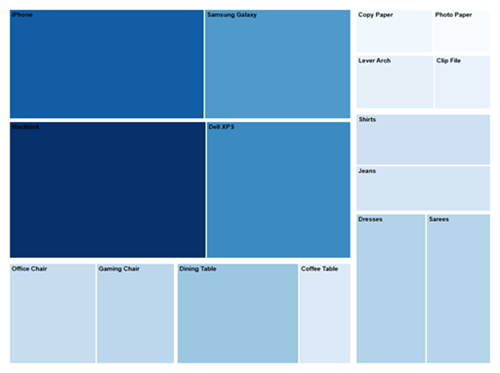 iPhone
Samsung Galaxy
Copy Paper
Photo Paper
Lever Arch
Clip File
MacBook
Dell XPS
Shirts
Jeans
Dresses
Sarees
Office Chair
Gaming Chair
Dining Table
Coffee Table